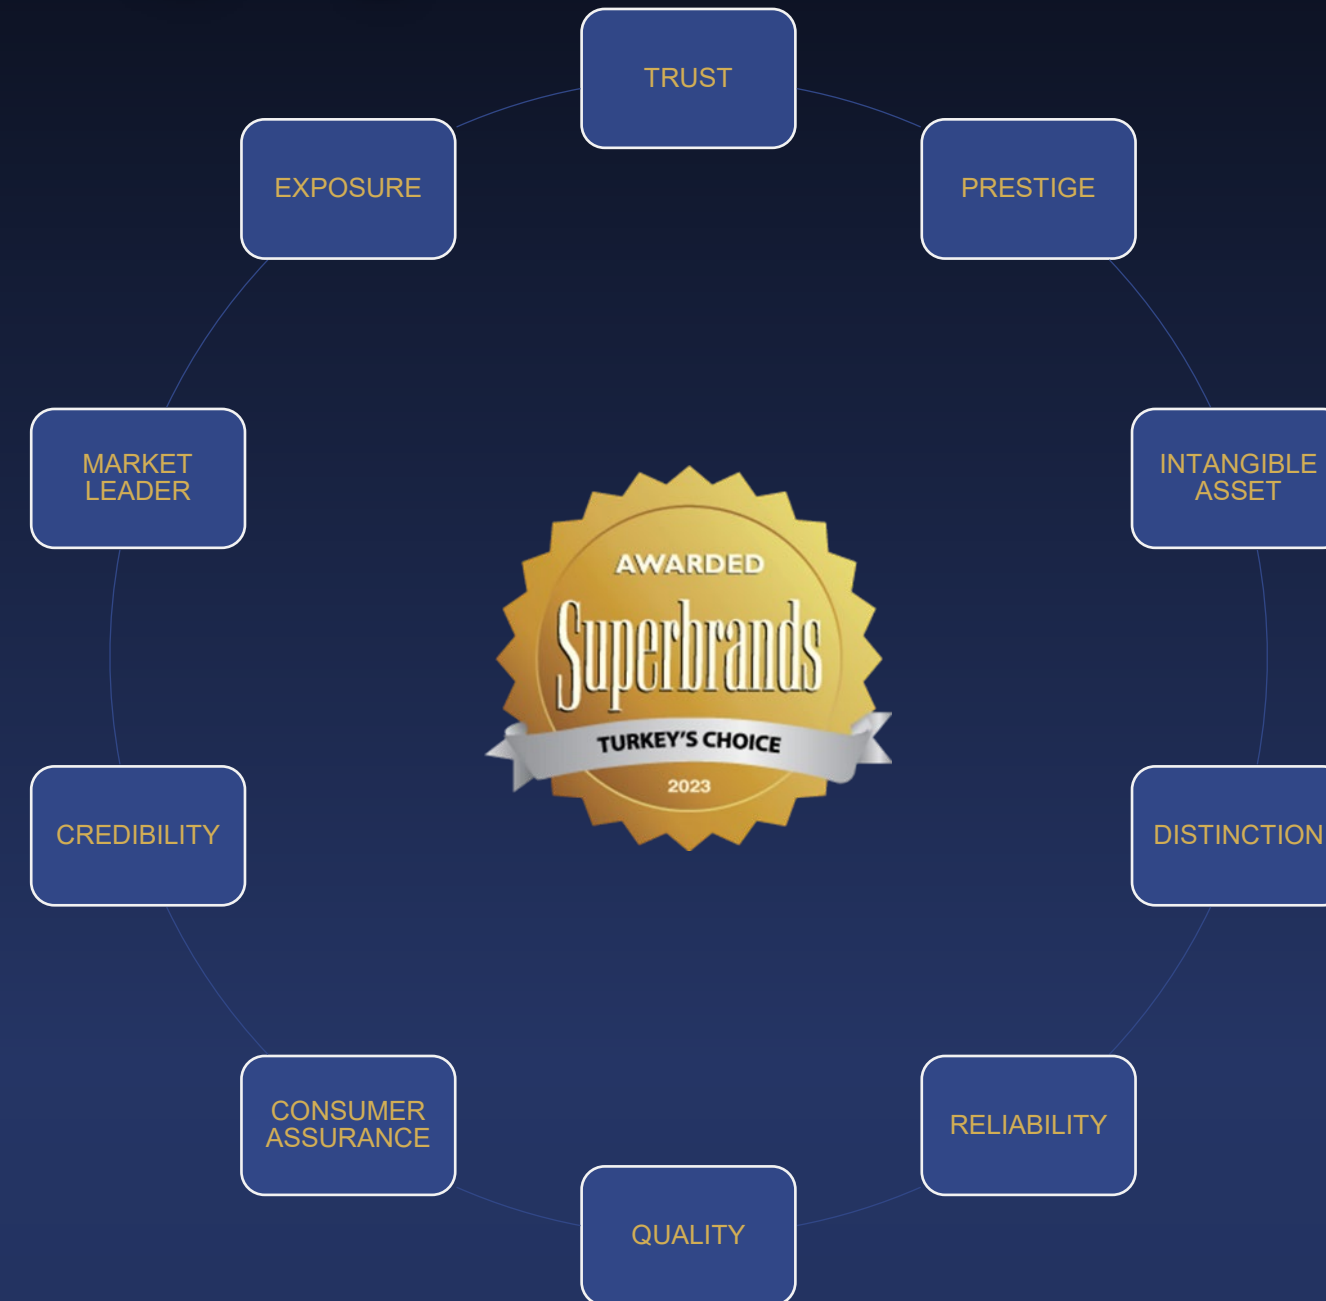 TRUST
EXPOSURE
PRESTIGE
MARKET
LEADER
INTANGIBLE
ASSET
AWARDED
Superbrands
TURKEY'S CHOICE
2023
CREDIBILITY
DISTINCTION
CONSUMER
ASSURANCE
RELIABILITY
QUALITY